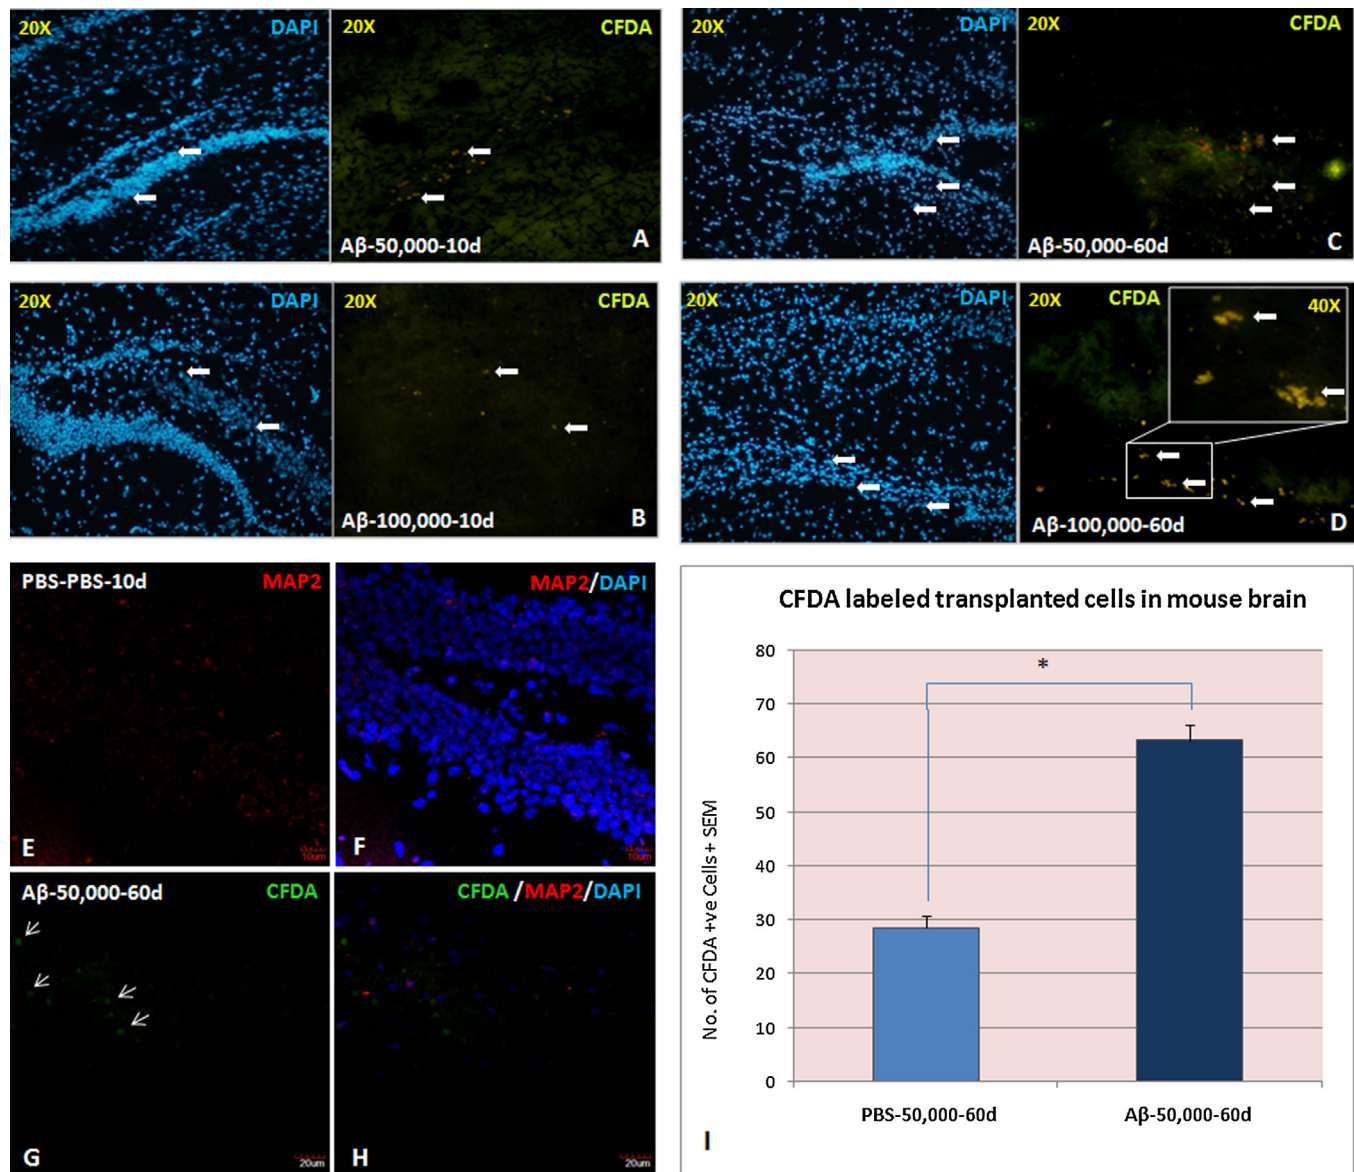 20X DAPI
20X CFDA
Aβ-50,000-10d A
20X DAPI
20X CFDA
Aβ-50,000-60d C
20X DAPI
20X CFDA
Aβ-100,000-10d B
20X DAPI
20X CFDA
40X
Aβ-100,000-60d D
PBS-PBS-10d MAP2
E 10um
MAP2/DAPI
F 10um
Aβ-50,000-60d CFDA
G 20um
CFDA /MAP2/DAPI
H 20um
CFDA labeled transplanted cells in mouse brain
No. of CFDA +ve Cells+ SEM
80
70
60
50
40
30
20
10
0
*
PBS-50,000-60d Aβ-50,000-60d
I